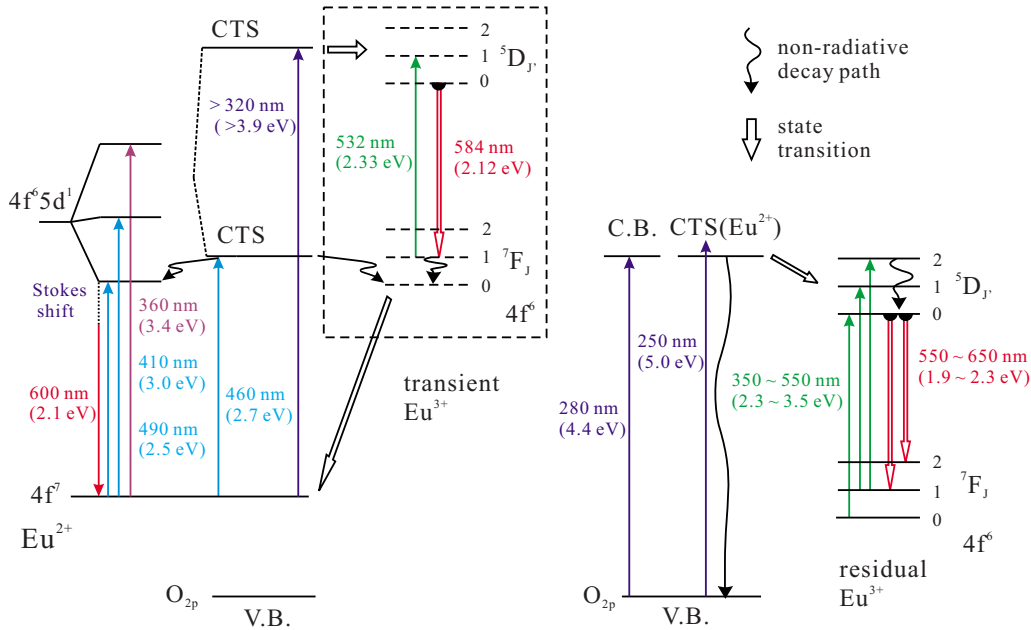 CTS
CTS
> 320 nm
( >3.9 eV)
4f⁶5d¹
Stokes
shift
360 nm
(3.4 eV)
410 nm
(3.0 eV)
490 nm
(2.5 eV)
600 nm
(2.1 eV)
460 nm
(2.7 eV)
4f⁷
Eu²⁺
O₂ₚ
V.B.
2
1
0
⁵D_J'
532 nm
(2.33 eV)
584 nm
(2.12 eV)
2
1
0
⁷F_J
4f⁶
transient
Eu³⁺
non-radiative
decay path
state
transition
C.B.
CTS(Eu²⁺)
250 nm
(5.0 eV)
280 nm
(4.4 eV)
O₂ₚ
V.B.
2
1
0
⁵D_J'
350 ~ 550 nm
(2.3 ~ 3.5 eV)
550 ~ 650 nm
(1.9 ~ 2.3 eV)
2
1
0
⁷F_J
4f⁶
residual
Eu³⁺